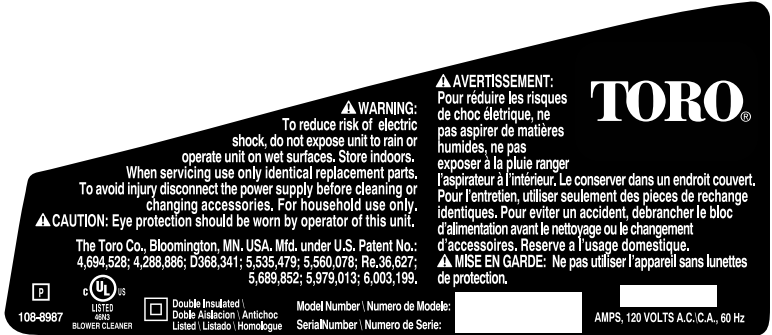 ⚠ WARNING:
To reduce risk of electric
shock, do not expose unit to rain or
operate unit on wet surfaces. Store indoors.
When servicing use only identical replacement parts.
To avoid injury disconnect the power supply before cleaning or
changing accessories. For household use only.
⚠ CAUTION: Eye protection should be worn by operator of this unit.
The Toro Co., Bloomington, MN. USA. Mfd. under U.S. Patent No.:
4,694,528; 4,288,886; D368,341; 5,535,479; 5,560,078; Re.36,627;
5,689,852; 5,979,013; 6,003,199.
⚠ AVERTISSEMENT:
Pour réduire les risques
de choc életrique, ne
pas aspirer de matières
humides, ne pas
exposer à la pluie ranger
l'aspirateur à l'intérieur. Le conserver dans un endroit couvert.
Pour l'entretien, utiliser seulement des pieces de rechange
identiques. Pour eviter un accident, debrancher le bloc
d'alimentation avant le nettoyage ou le changement
d'accessoires. Reserve a l'usage domestique.
⚠ MISE EN GARDE: Ne pas utiliser l'appareil sans lunettes
de protection.
TORO®
P
108-8987
C UL US
LISTED
46N3
BLOWER CLEANER
Double Insulated \
Doble Aislacion \ Antichoc
Listed \ Listado \ Homologue
Model Number \ Numero de Modele:
SerialNumber \ Numero de Serie:
AMPS, 120 VOLTS A.C.\C.A., 60 Hz